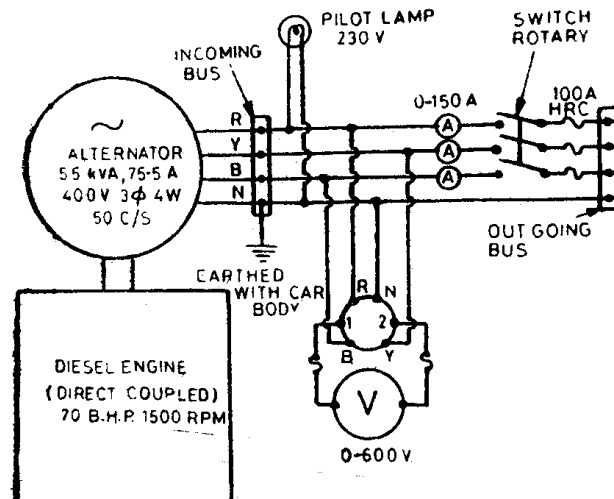 PILOT LAMP
230 V
SWITCH
ROTARY
INCOMING
BUS
0-150 A
100A
HRC
R
Y
B
N
A
A
A
~
ALTERNATOR
55 kVA, 75-5 A
400V 3ϕ 4W
50 C/S
OUT GOING
BUS
EARTHED
WITH CAR
BODY
R N
1 2
B Y
V
0-600V
DIESEL ENGINE
(DIRECT COUPLED)
70 B.H.P. 1500 RPM